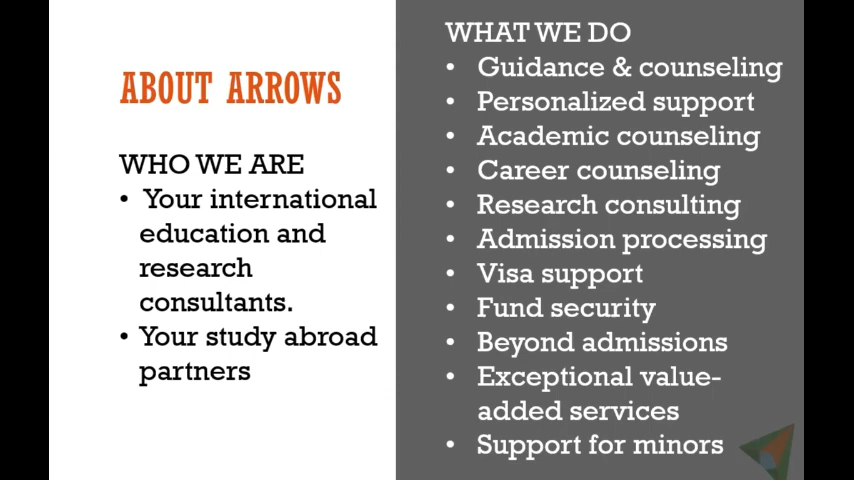 ABOUT ARROWS
WHO WE ARE
• Your international
education and
research
consultants.
• Your study abroad
partners
WHAT WE DO
• Guidance & counseling
• Personalized support
• Academic counseling
• Career counseling
• Research consulting
• Admission processing
• Visa support
• Fund security
• Beyond admissions
• Exceptional value-
added services
• Support for minors